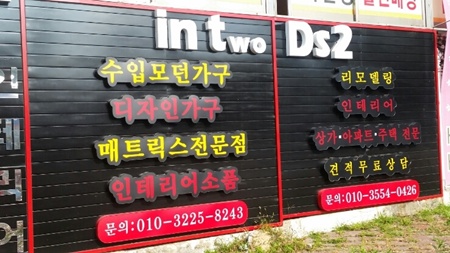 in two
수입모던가구
디자인가구
매트릭스전문점
인테리어소품
문의:010-3225-8243
Ds2
리모델링
인테리어
상가·아파트·주택 전문
견적무료상담
문의:010-3554-0426